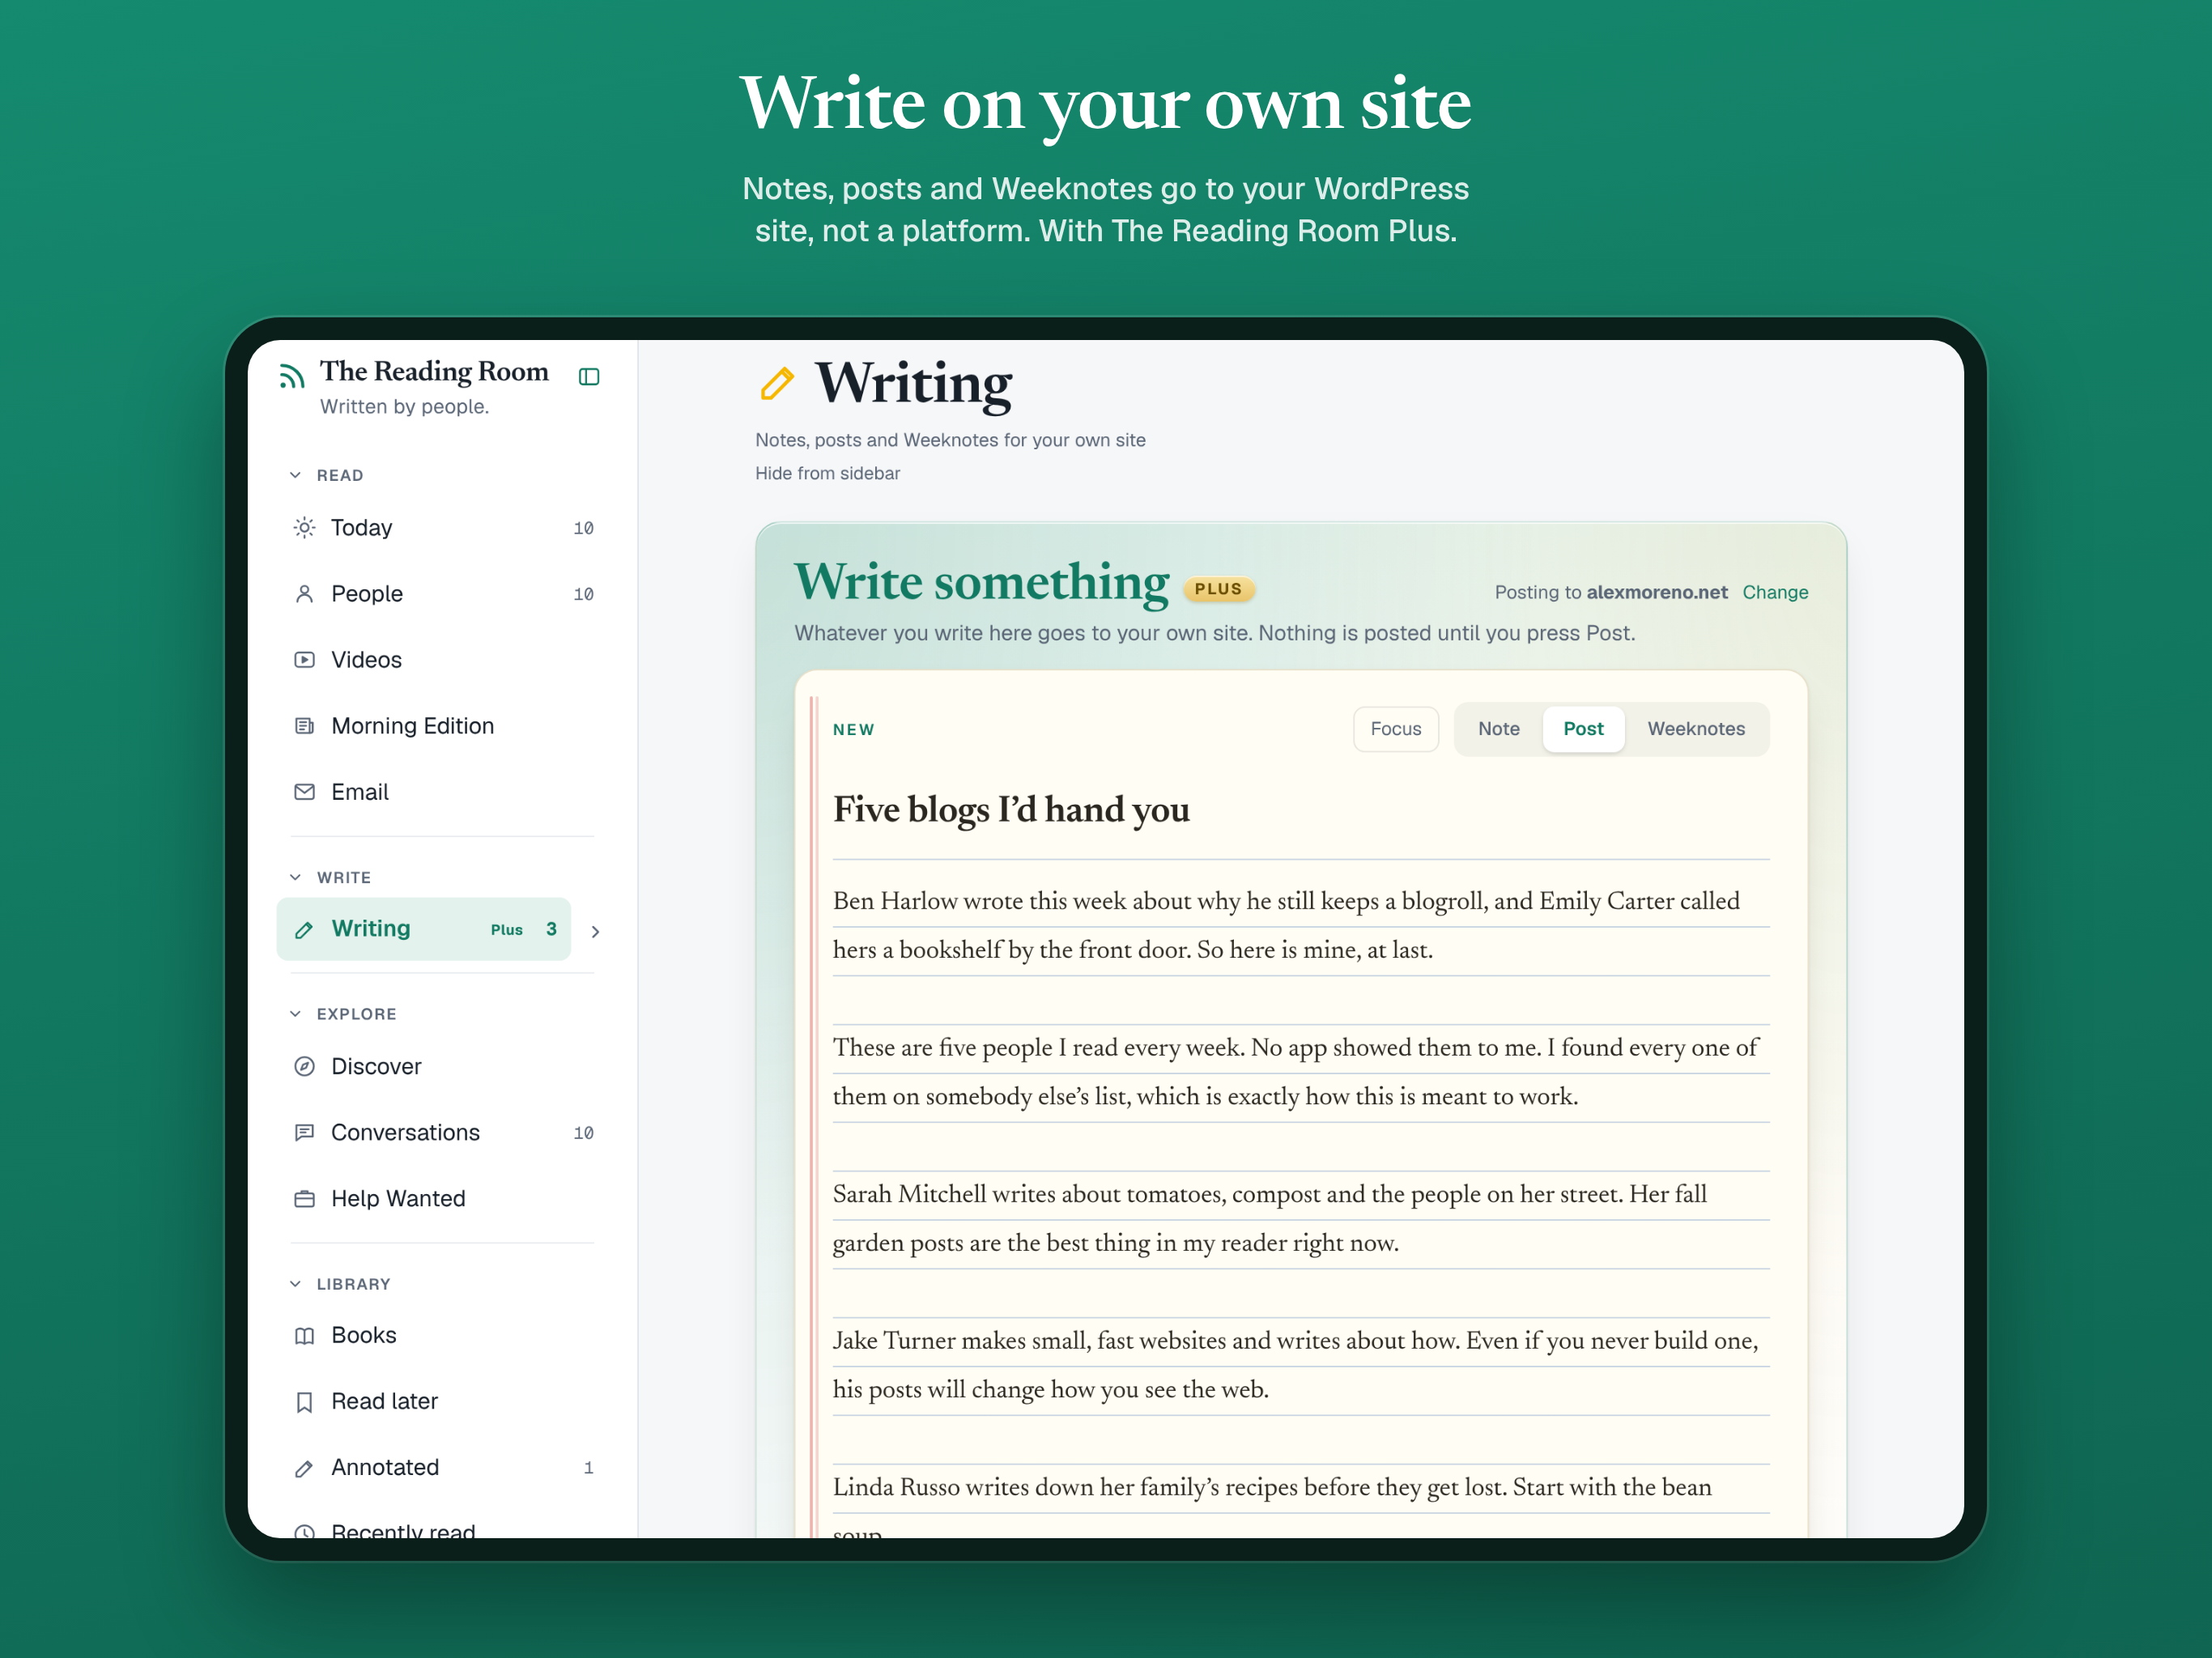 Write on your own site
Notes, posts and Weeknotes go to your WordPress
site, not a platform. With The Reading Room Plus.
The Reading Room
Written by people.
READ
Today 10
People 10
Videos
Morning Edition
Email
WRITE
Writing Plus 3
EXPLORE
Discover
Conversations 10
Help Wanted
LIBRARY
Books
Read later
Annotated 1
Recently read
Writing
Notes, posts and Weeknotes for your own site
Hide from sidebar
Write something PLUS
Posting to alexmoreno.net Change
Whatever you write here goes to your own site. Nothing is posted until you press Post.
NEW
Focus Note Post Weeknotes
Five blogs I’d hand you
Ben Harlow wrote this week about why he still keeps a blogroll, and Emily Carter called
hers a bookshelf by the front door. So here is mine, at last.
These are five people I read every week. No app showed them to me. I found every one of
them on somebody else’s list, which is exactly how this is meant to work.
Sarah Mitchell writes about tomatoes, compost and the people on her street. Her fall
garden posts are the best thing in my reader right now.
Jake Turner makes small, fast websites and writes about how. Even if you never build one,
his posts will change how you see the web.
Linda Russo writes down her family’s recipes before they get lost. Start with the bean
soup.